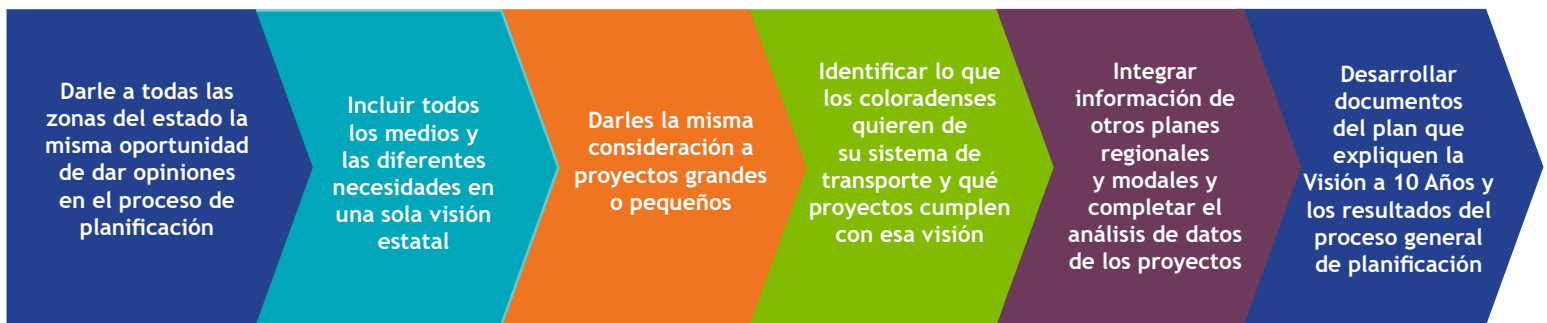 Darle a todas las
zonas del estado la
misma oportunidad
de dar opiniones
en el proceso de
planificación
Incluir todos
los medios y
las diferentes
necesidades en
una sola visión
estatal
Darles la misma
consideración a
proyectos grandes
o pequeños
Identificar lo que
los coloradenses
quieren de
su sistema de
transporte y qué
proyectos cumplen
con esa visión
Integrar
información de
otros planes
regionales
y modales y
completar el
análisis de datos
de los proyectos
Desarrollar
documentos
del plan que
expliquen la
Visión a 10 Años y
los resultados del
proceso general
de planificación